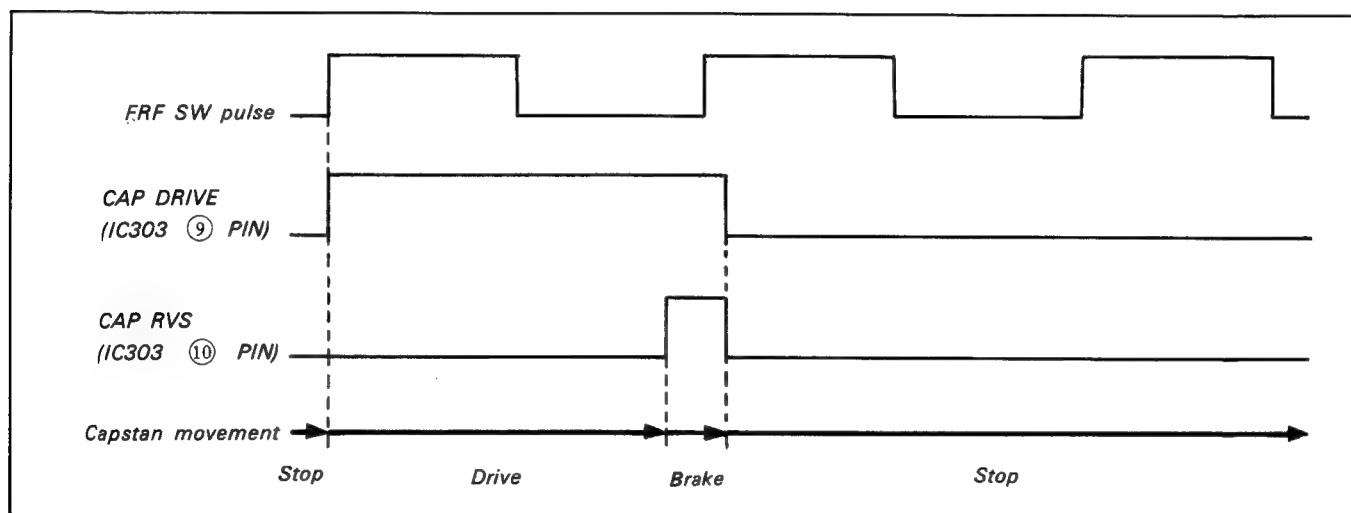 FRF SW pulse
CAP DRIVE
(IC303 ⑨ PIN)
CAP RVS
(IC303 ⑩ PIN)
Capstan movement
Stop Drive Brake Stop